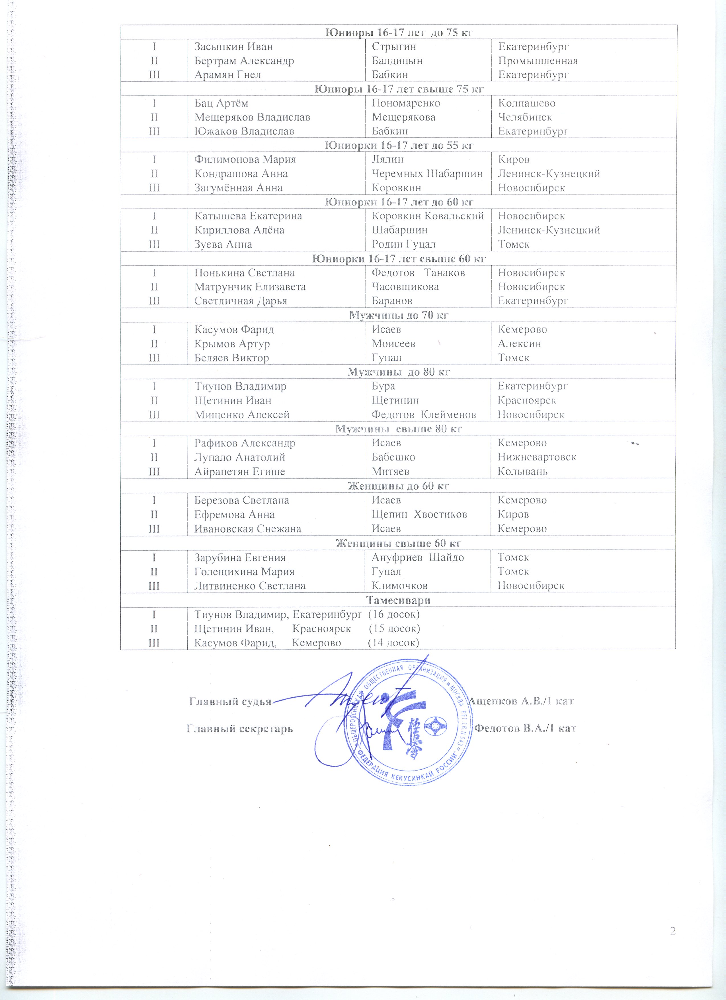 Юниоры 16-17 лет до 75 кг
I Засыпкин Иван Стрыгин Екатеринбург
II Бертрам Александр Балдицын Промышленная
III Арамян Гнел Бабкин Екатеринбург
Юниоры 16-17 лет свыше 75 кг
I Бац Артём Пономаренко Колпашево
II Мещеряков Владислав Мещерякова Челябинск
III Южаков Владислав Бабкин Екатеринбург
Юниорки 16-17 лет до 55 кг
I Филимонова Мария Лялин Киров
II Кондрашова Анна Черемных Шабаршин Ленинск-Кузнецкий
III Загумённая Анна Коровкин Новосибирск
Юниорки 16-17 лет до 60 кг
I Катышева Екатерина Коровкин Ковальский Новосибирск
II Кириллова Алёна Шабаршин Ленинск-Кузнецкий
III Зуева Анна Родин Гуцал Томск
Юниорки 16-17 лет свыше 60 кг
I Понькина Светлана Федотов Танаков Новосибирск
II Матрунчик Елизавета Часовщикова Новосибирск
III Светличная Дарья Баранов Екатеринбург
Мужчины до 70 кг
I Касумов Фарид Исаев Кемерово
II Крымов Артур Моисеев Алексин
III Беляев Виктор Гуцал Томск
Мужчины до 80 кг
I Тиунов Владимир Бура Екатеринбург
II Щетинин Иван Щетинин Красноярск
III Мищенко Алексей Федотов Клейменов Новосибирск
Мужчины свыше 80 кг
I Рафиков Александр Исаев Кемерово
II Лупало Анатолий Бабешко Нижневартовск
III Айрапетян Егише Митяев Колывань
Женщины до 60 кг
I Березова Светлана Исаев Кемерово
II Ефремова Анна Щепин Хвостиков Киров
III Ивановская Снежана Исаев Кемерово
Женщины свыше 60 кг
I Зарубина Евгения Ануфриев Шайдо Томск
II Голещихина Мария Гуцал Томск
III Литвиненко Светлана Климочков Новосибирск
Тамесивари
I Тиунов Владимир, Екатеринбург (16 досок)
II Щетинин Иван, Красноярск (15 досок)
III Касумов Фарид, Кемерово (14 досок)
Главный судья Ащепков А.В./1 кат
Главный секретарь Федотов В.А./1 кат
* ОБЩЕРОССИЙСКАЯ ОБЩЕСТВЕННАЯ ОРГАНИЗАЦИЯ * МОСКВА. РЕГ.СВ.N 543 *
"ФЕДЕРАЦИЯ КЕКУСИНКАЙ РОССИИ"
極真會
2